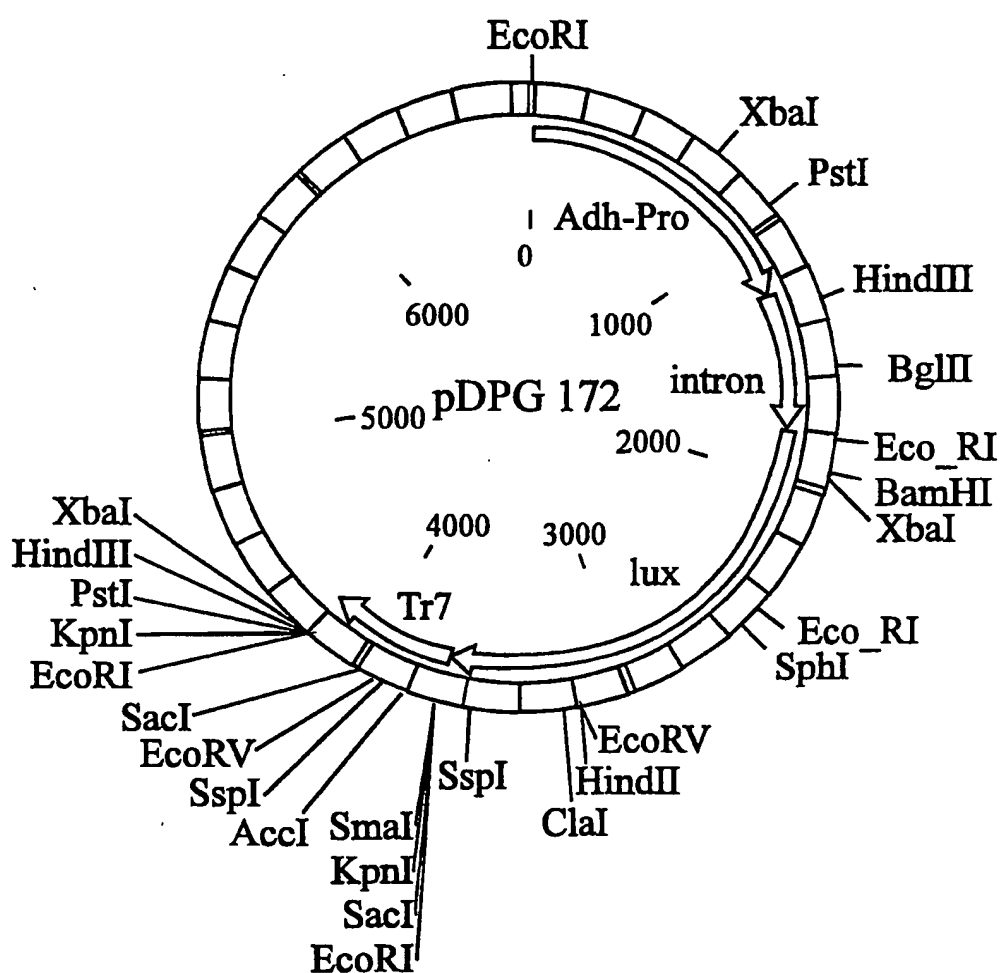 EcoRI
XbaI
PstI
Adh-Pro
0
HindIII
6000
1000
BglII
intron
pDPG 172
5000
2000
Eco_RI
BamHI
XbaI
XbaI
HindIII
4000
3000
lux
PstI
Tr7
KpnI
Eco_RI
EcoRI
SphI
SacI
EcoRV
EcoRV
SspI
SspI
HindII
AccI
SmaI
ClaI
KpnI
SacI
EcoRI